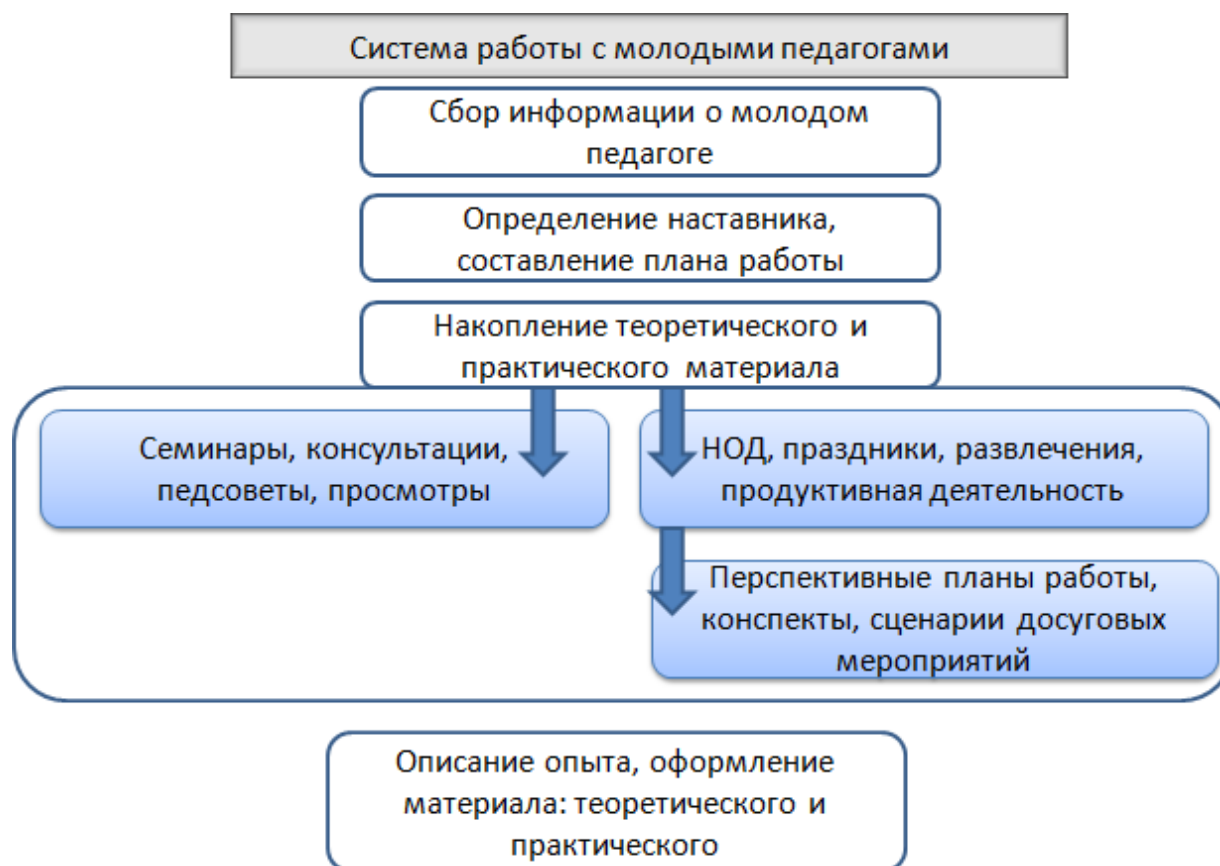 Система работы с молодыми педагогами
Сбор информации о молодом
педагоге
Определение наставника,
составление плана работы
Накопление теоретического и
практического материала
Семинары, консультации,
педсоветы, просмотры
НОД, праздники, развлечения,
продуктивная деятельность
Перспективные планы работы,
конспекты, сценарии досуговых
мероприятий
Описание опыта, оформление
материала: теоретического и
практического